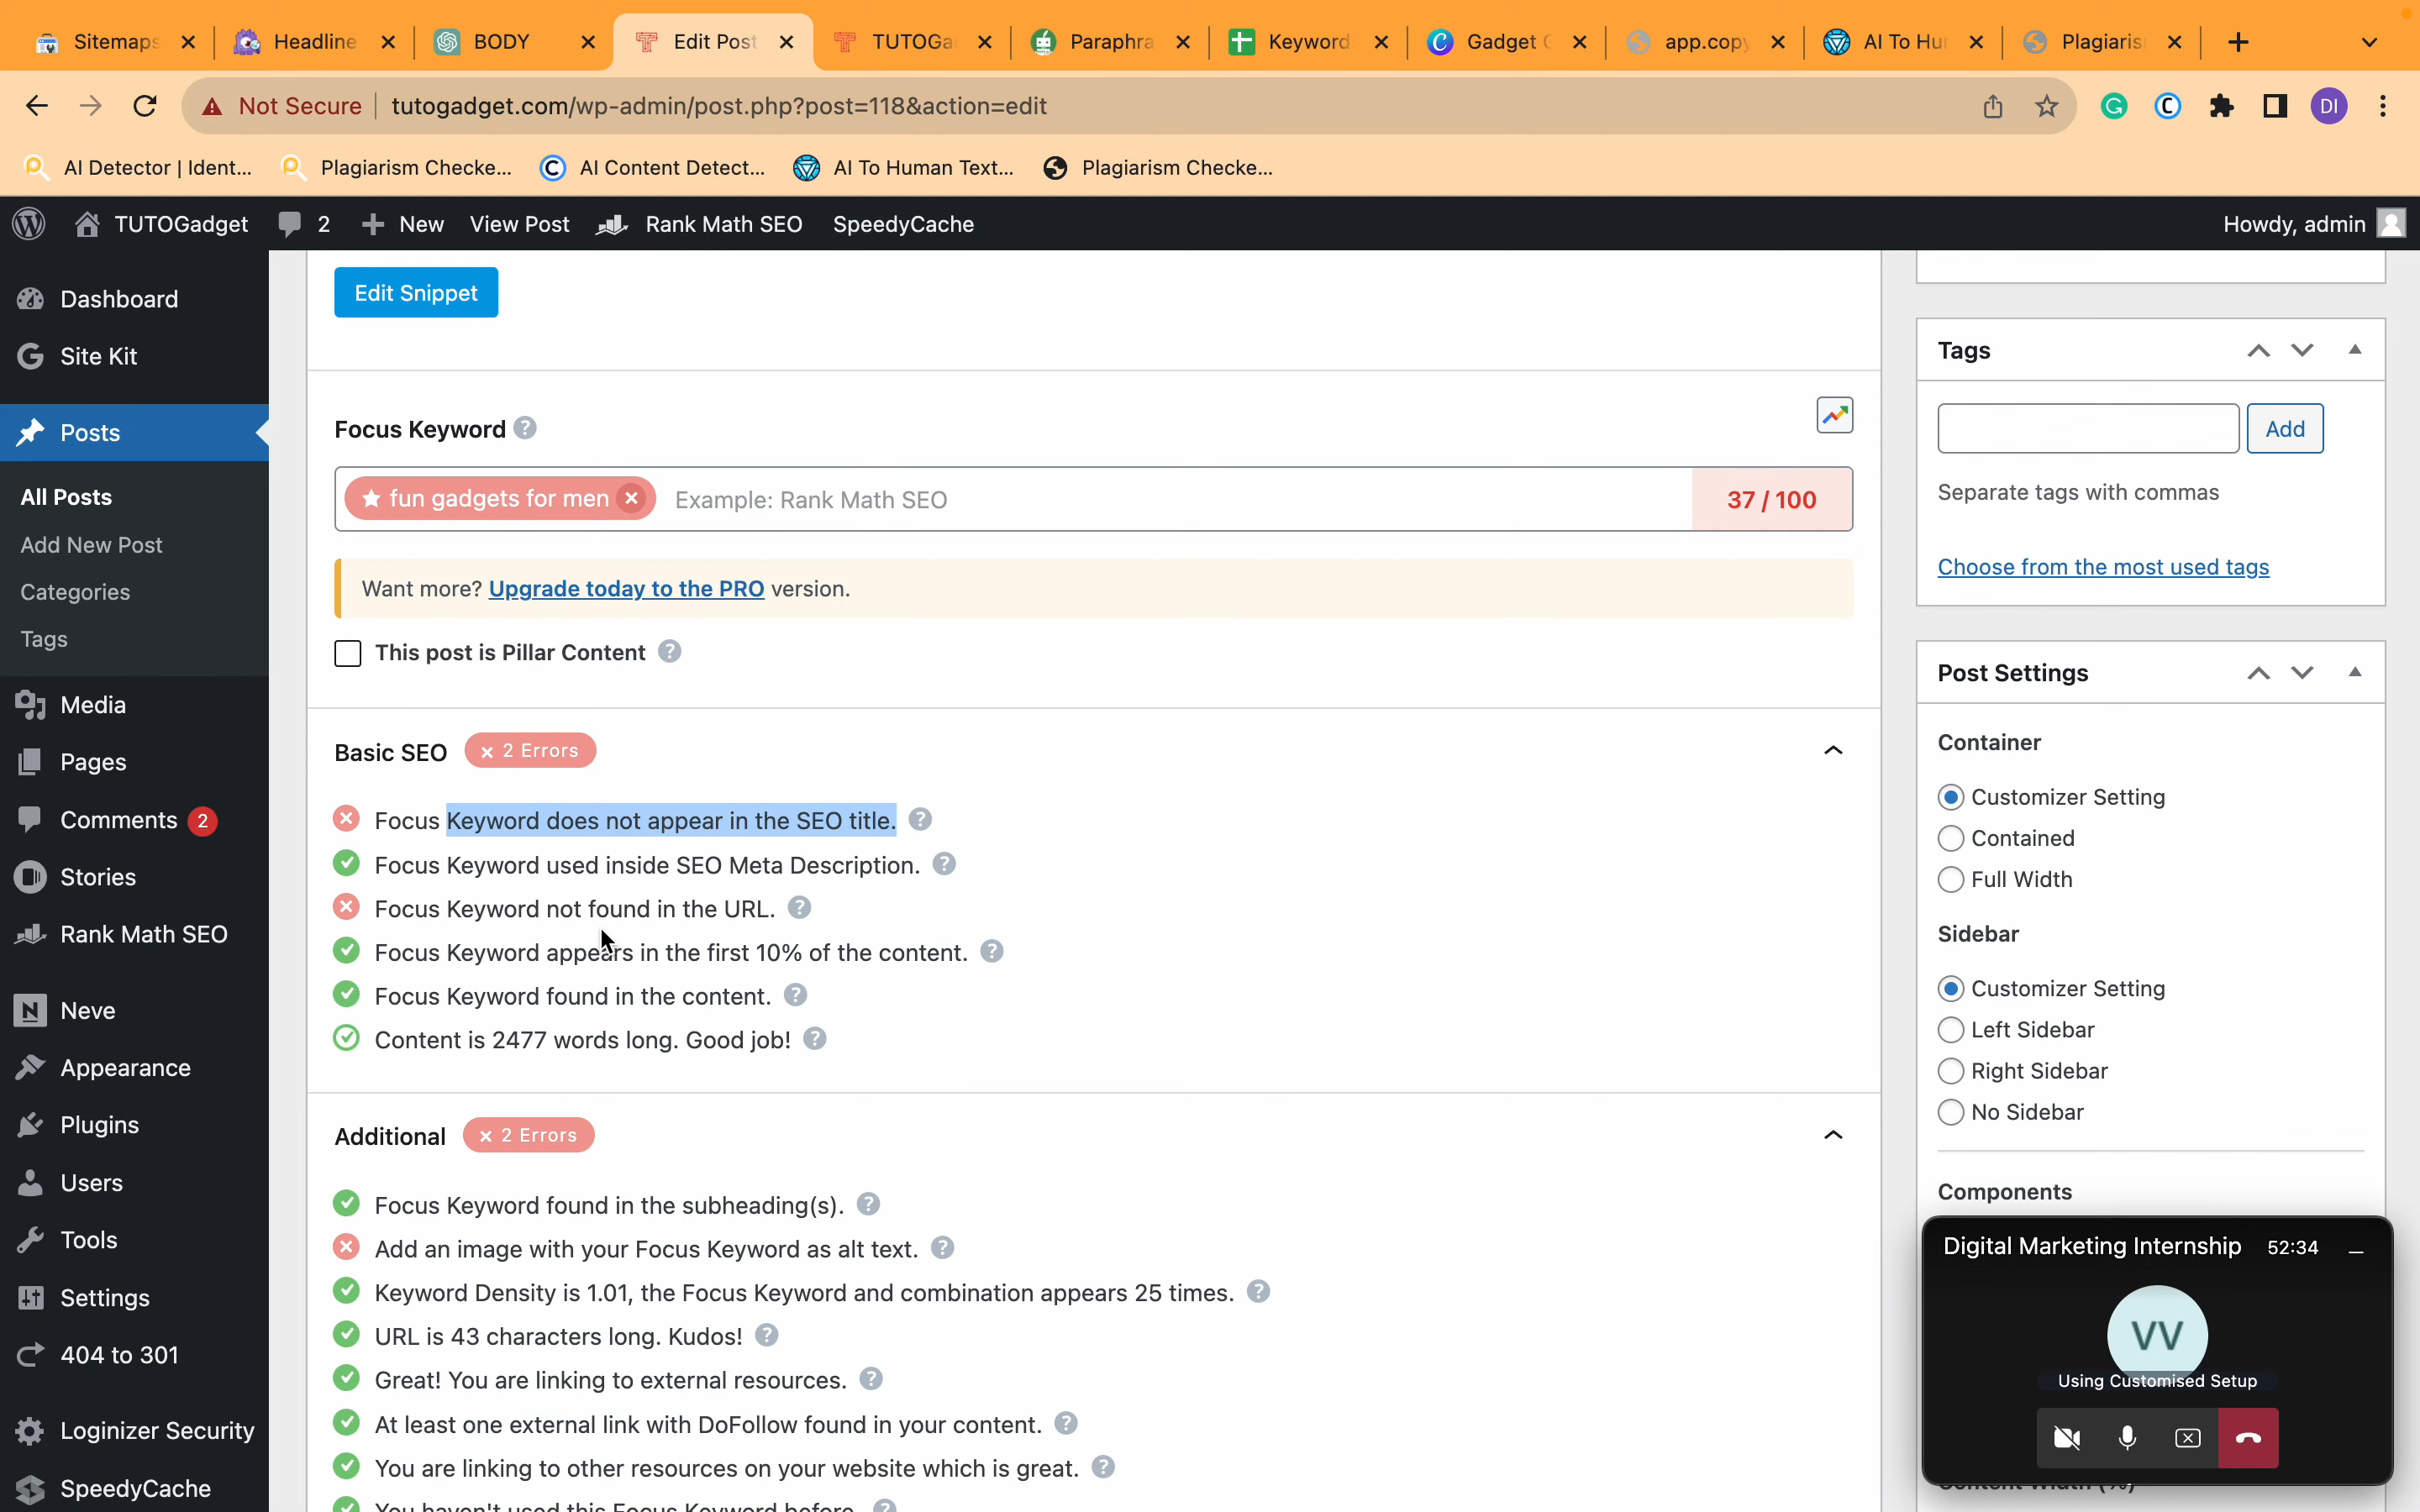 Sitemaps
Headline
BODY
Edit Post
TUTOGa
Paraphra
Keyword
Gadget
app.copy
AI To Hu
Plagiaris
Not Secure
tutogadget.com/wp-admin/post.php?post=118&action=edit
DI
AI Detector | Ident...
Plagiarism Checke...
AI Content Detect...
AI To Human Text...
Plagiarism Checke...
TUTOGadget
2
New
View Post
Rank Math SEO
SpeedyCache
Howdy, admin
Dashboard
Site Kit
Posts
All Posts
Add New Post
Categories
Tags
Media
Pages
Comments 2
Stories
Rank Math SEO
Neve
Appearance
Plugins
Users
Tools
Settings
404 to 301
Loginizer Security
SpeedyCache
Edit Snippet
Focus Keyword
fun gadgets for men
Example: Rank Math SEO
37 / 100
Want more? Upgrade today to the PRO version.
This post is Pillar Content
Basic SEO
2 Errors
Focus Keyword does not appear in the SEO title.
Focus Keyword used inside SEO Meta Description.
Focus Keyword not found in the URL.
Focus Keyword appears in the first 10% of the content.
Focus Keyword found in the content.
Content is 2477 words long. Good job!
Additional
2 Errors
Focus Keyword found in the subheading(s).
Add an image with your Focus Keyword as alt text.
Keyword Density is 1.01, the Focus Keyword and combination appears 25 times.
URL is 43 characters long. Kudos!
Great! You are linking to external resources.
At least one external link with DoFollow found in your content.
You are linking to other resources on your website which is great.
You haven't used this Focus Keyword before.
Tags
Add
Separate tags with commas
Choose from the most used tags
Post Settings
Container
Customizer Setting
Contained
Full Width
Sidebar
Customizer Setting
Left Sidebar
Right Sidebar
No Sidebar
Components
Digital Marketing Internship 52:34
VV
Using Customised Setup
Content Width (%)